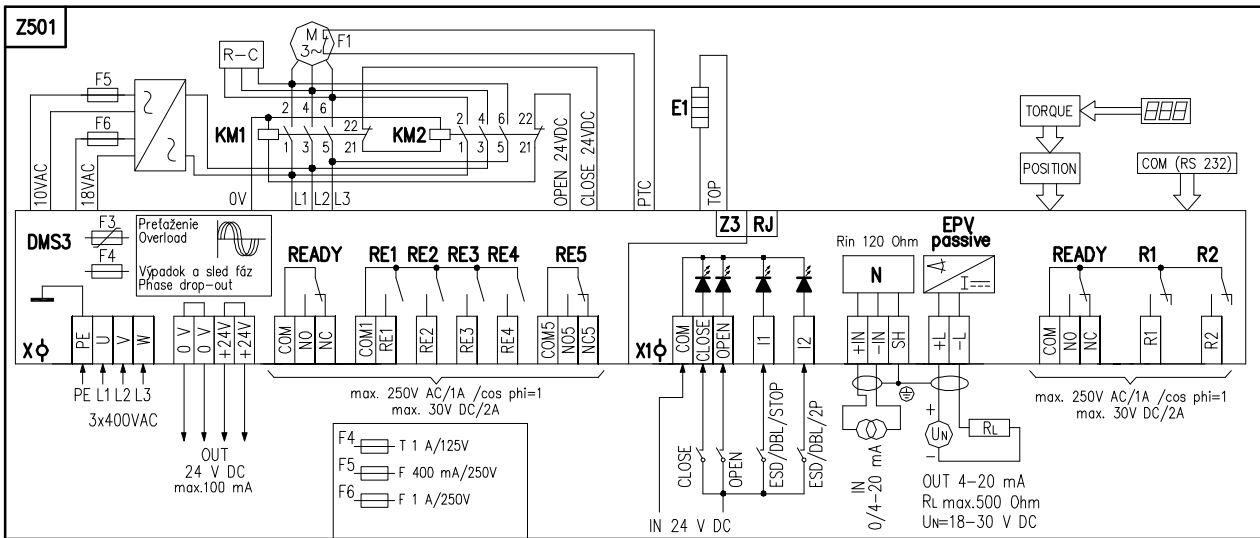 Z501
M
3~
F1
R-C
F5
F6
2 4 6
22
KM1
1 3 5
21
KM2
2 4 6
22
1 3 5
21
E1
TORQUE
POSITION
COM (RS 232)
10VAC
18VAC
0V
L1 L2 L3
OPEN 24VDC
CLOSE 24VDC
PTC
TOP
DMS3
F3
F4
Preťaženie
Overload
Výpadok a sled fáz
Phase drop-out
READY
RE1 RE2 RE3 RE4
RE5
Z3 RJ
Rin 120 Ohm
N
EPV
passive
I
READY
R1
R2
X
PE
U
V
W
0 V
0 V
+24V
+24V
COM
NO
NC
COM1
RE1
RE2
RE3
RE4
COM5
NO5
NC5
X1
COM
CLOSE
OPEN
I1
I2
+IN
-IN
SH
+L
-L
COM
NO
NC
R1
R2
PE L1 L2 L3
3x400VAC
OUT
24 V DC
max.100 mA
max. 250V AC/1A /cos phi=1
max. 30V DC/2A
F4 T 1 A/125V
F5 F 400 mA/250V
F6 F 1 A/250V
CLOSE
OPEN
ESD/DBL/STOP
ESD/DBL/2P
IN 24 V DC
IN
0/4-20 mA
+
UN
-
RL
OUT 4-20 mA
RL max.500 Ohm
UN=18-30 V DC
max. 250V AC/1A /cos phi=1
max. 30V DC/2A